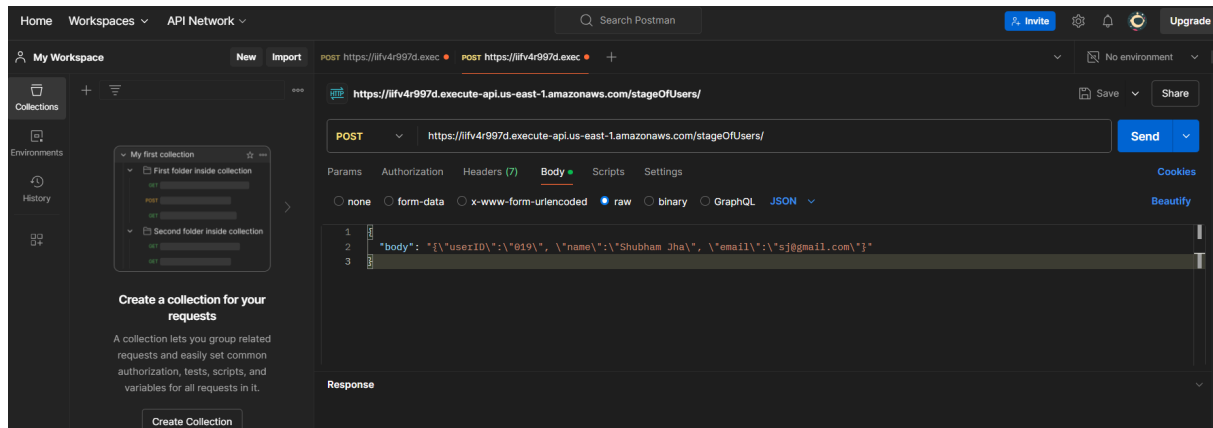 Home Workspaces API Network Search Postman Invite Upgrade
My Workspace New Import POST https://iifv4r997d.exec POST https://iifv4r997d.exec No environment
Collections
Environments
History
HTTP https://iifv4r997d.execute-api.us-east-1.amazonaws.com/stageOfUsers/ Save Share
POST https://iifv4r997d.execute-api.us-east-1.amazonaws.com/stageOfUsers/ Send
Params Authorization Headers (7) Body Scripts Settings Cookies
none form-data x-www-form-urlencoded raw binary GraphQL JSON Beautify
1 {
2 "body": "{\"userID\":\"019\", \"name\":\"Shubham Jha\", \"email\":\"sj@gmail.com\"}"
3 }
My first collection
First folder inside collection
GET
POST
GET
Second folder inside collection
GET
GET
Create a collection for your
requests
A collection lets you group related
requests and easily set common
authorization, tests, scripts, and
variables for all requests in it.
Create Collection
Response